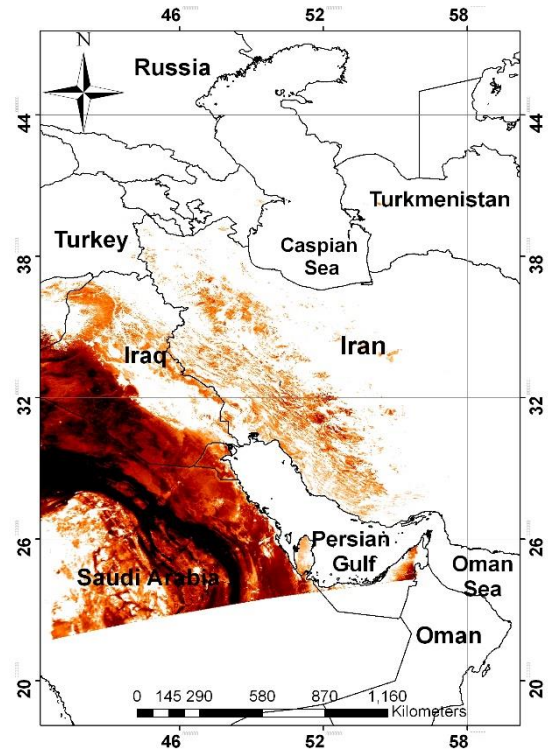 46 52 58
N
Russia
44 44
Turkmenistan
Turkey
Caspian
Sea
38 38
Iraq
Iran
32 32
26 26
Persian
Gulf
Oman
Sea
Saudi Arabia
Oman
20 20
0 145 290 580 870 1,160
Kilometers
46 52 58